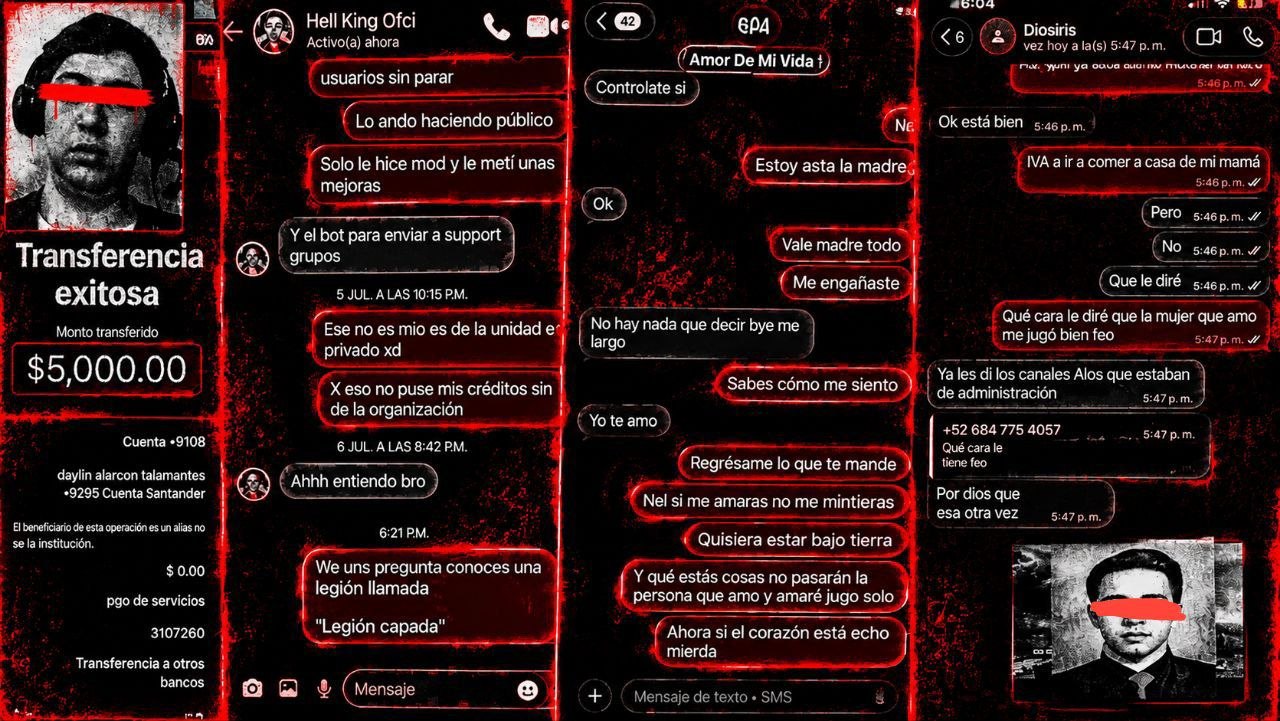 Transferencia
exitosa
Monto transferido
$5,000.00
Cuenta •9108
daylin alarcon talamantes
•9295 Cuenta Santander
El beneficiario de esta operación es un alias no
se la institución.
$ 0.00
pgo de servicios
3107260
Transferencia a otros
bancos
Hell King Ofci
Activo(a) ahora
usuarios sin parar
Lo ando haciendo público
Solo le hice mod y le metí unas
mejoras
Y el bot para enviar a support
grupos
5 JUL. A LAS 10:15 P.M.
Ese no es mio es de la unidad
privado xd
X eso no puse mis créditos sin
de la organización
6 JUL. A LAS 8:42 P.M.
Ahhh entiendo bro
6:21 P.M.
We uns pregunta conoces una
legión llamada
"Legión capada"
Mensaje
42
Amor De Mi Vida
Controlate si
Estoy asta la madre
Ok
Vale madre todo
Me engañaste
No hay nada que decir bye me
largo
Sabes cómo me siento
Yo te amo
Regrésame lo que te mande
Nel si me amaras no me mintieras
Quisiera estar bajo tierra
Y qué estás cosas no pasarán la
persona que amo y amaré jugo solo
Ahora si el corazón está echo
mierda
Mensaje de texto • SMS
6:04
6
Diosiris
vez hoy a la(s) 5:47 p. m.
5:46 p. m.
Ok está bien 5:46 p. m.
IVA a ir a comer a casa de mi mamá
5:46 p. m.
Pero 5:46 p. m.
No 5:46 p. m.
Que le diré 5:46 p. m.
Qué cara le diré que la mujer que amo
me jugó bien feo
5:47 p. m.
Ya les di los canales Alos que estaban
de administración 5:47 p. m.
+52 684 775 4057 5:47 p. m.
Qué cara le
tiene feo
Por dios que
esa otra vez 5:47 p. m.